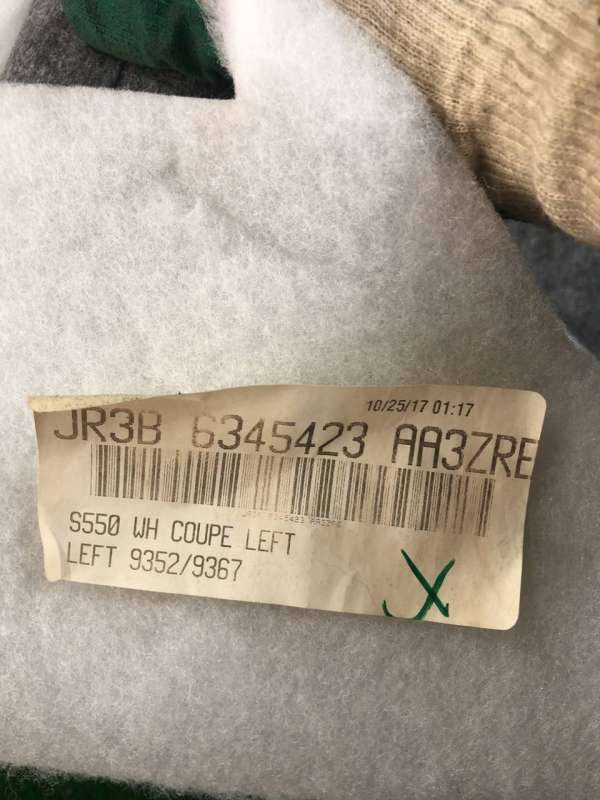 10/25/17 01:17
JR3B 6345423 AA3ZRE
S550 WH COUPE LEFT
LEFT 9352/9367
X